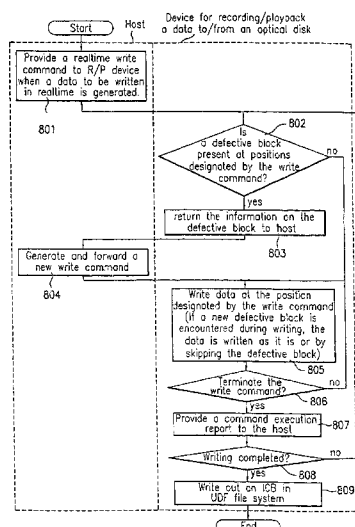 Host
Device for recording/playback
a data to/from an optical disk
Start
Provide a realtime write
command to R/P device
when a data to be written
in realtime is generated.
801
802
Is
a defective block
present at positions
designated by the write
command?
no
yes
return the information on the
defective block to host
803
Generate and forward a
new write command
804
Write data at the position
designated by the write command
(if a new defective block is
encountered during writing, the
data is written as it is or by
skipping the defective block)
805
Terminate the
write command?
no
806
yes
Provide a command execution
report to the host
807
Writing completed?
no
808
yes
Write out an ICB in
UDF file system
809
End